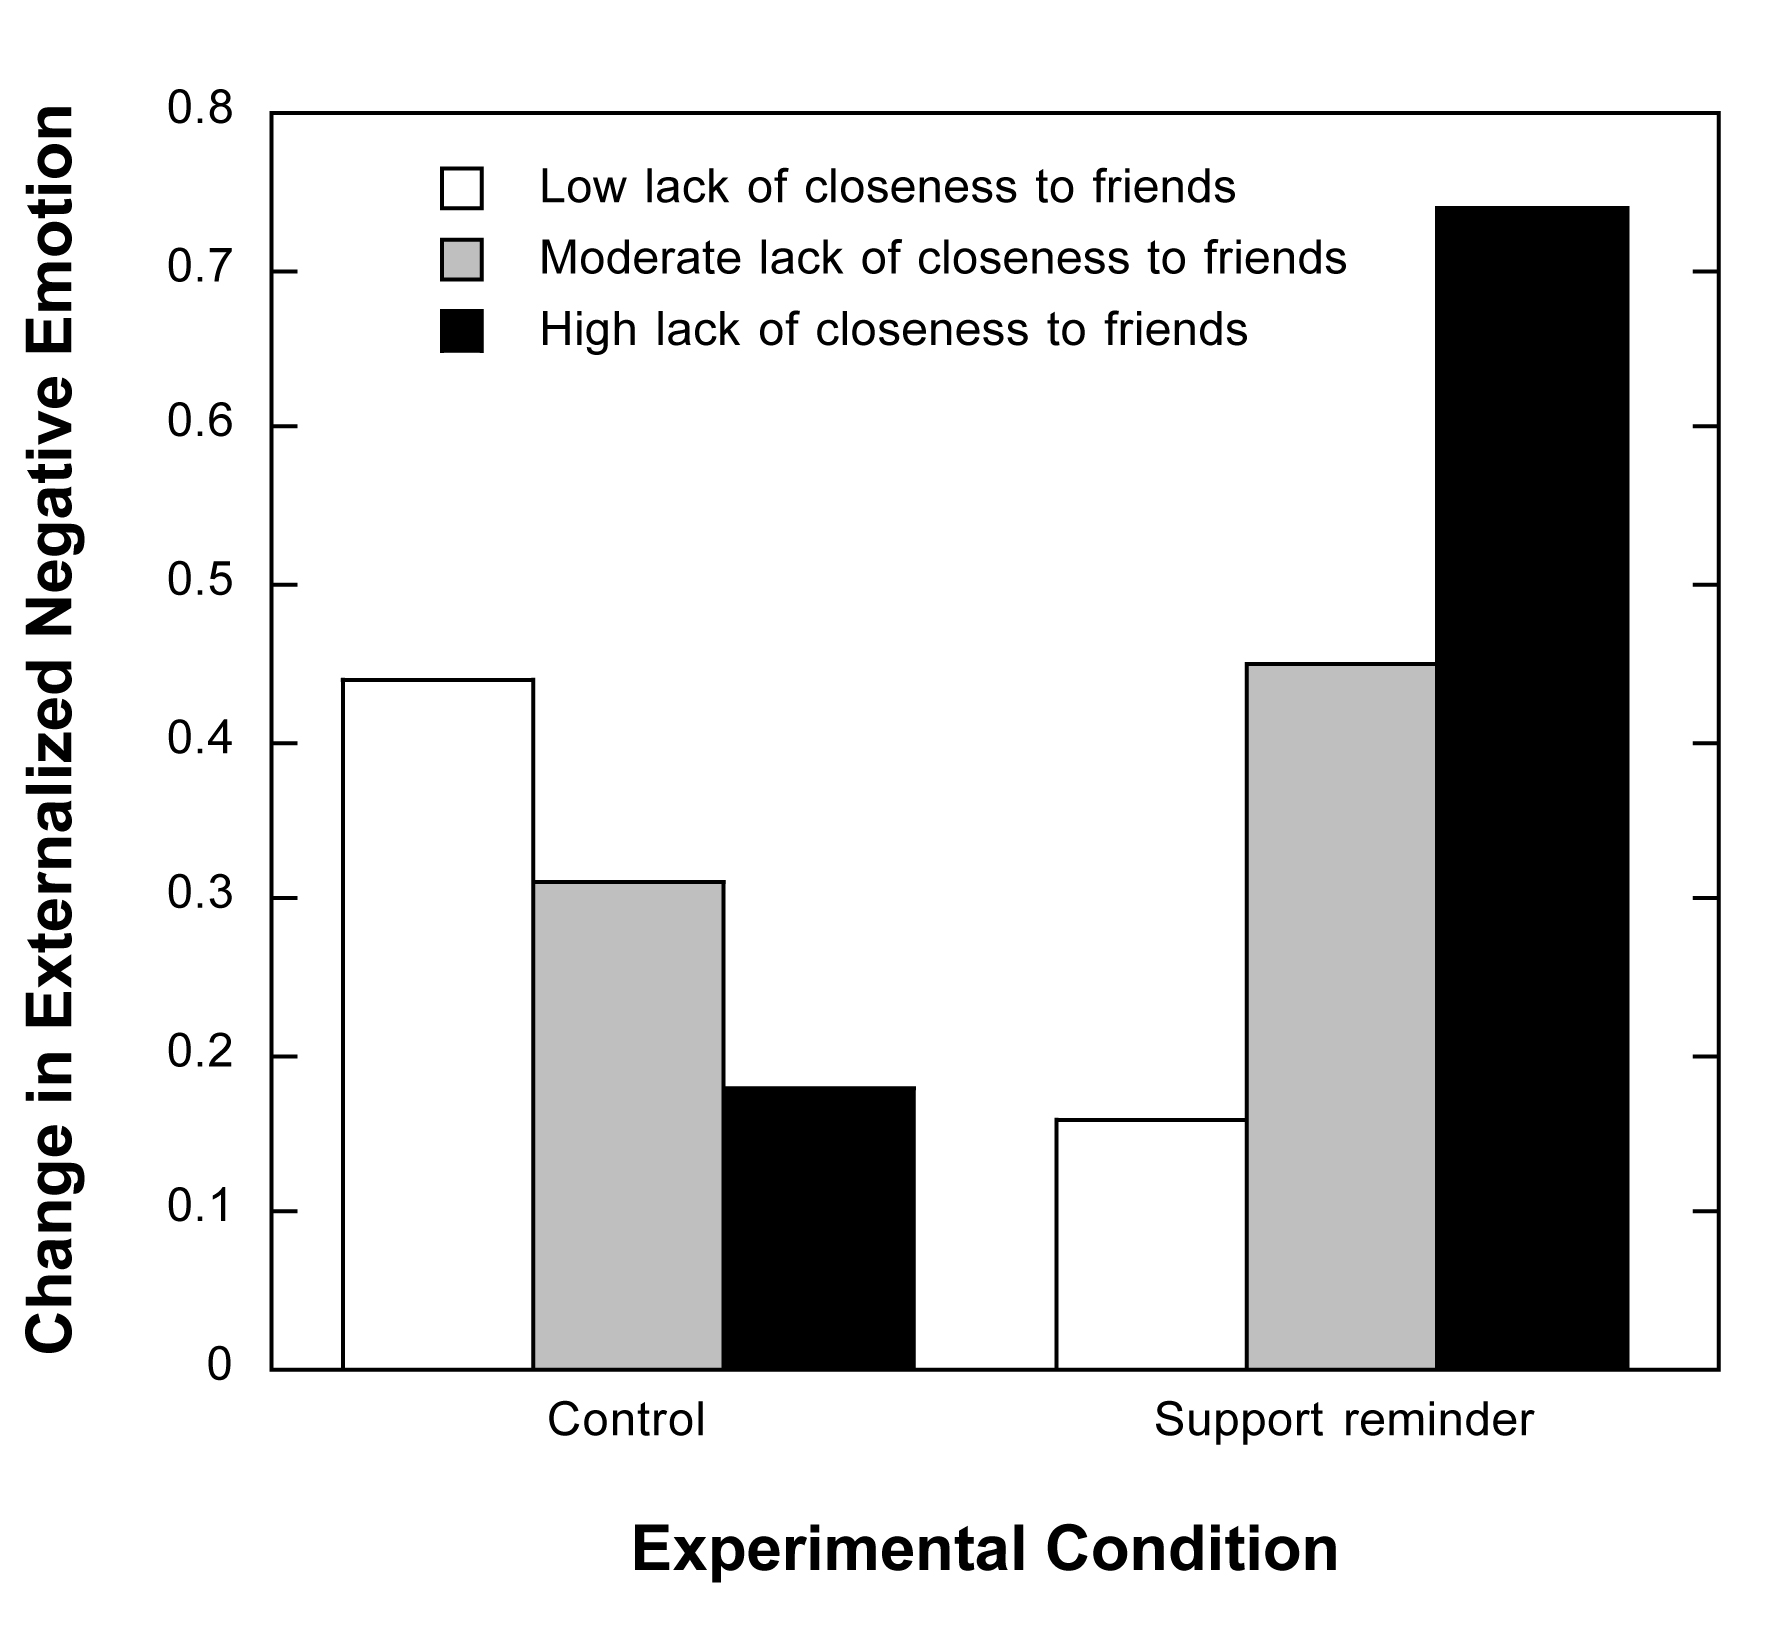 Change in Externalized Negative Emotion
0.8
0.7
0.6
0.5
0.4
0.3
0.2
0.1
0
Low lack of closeness to friends
Moderate lack of closeness to friends
High lack of closeness to friends
Control
Support reminder
Experimental Condition